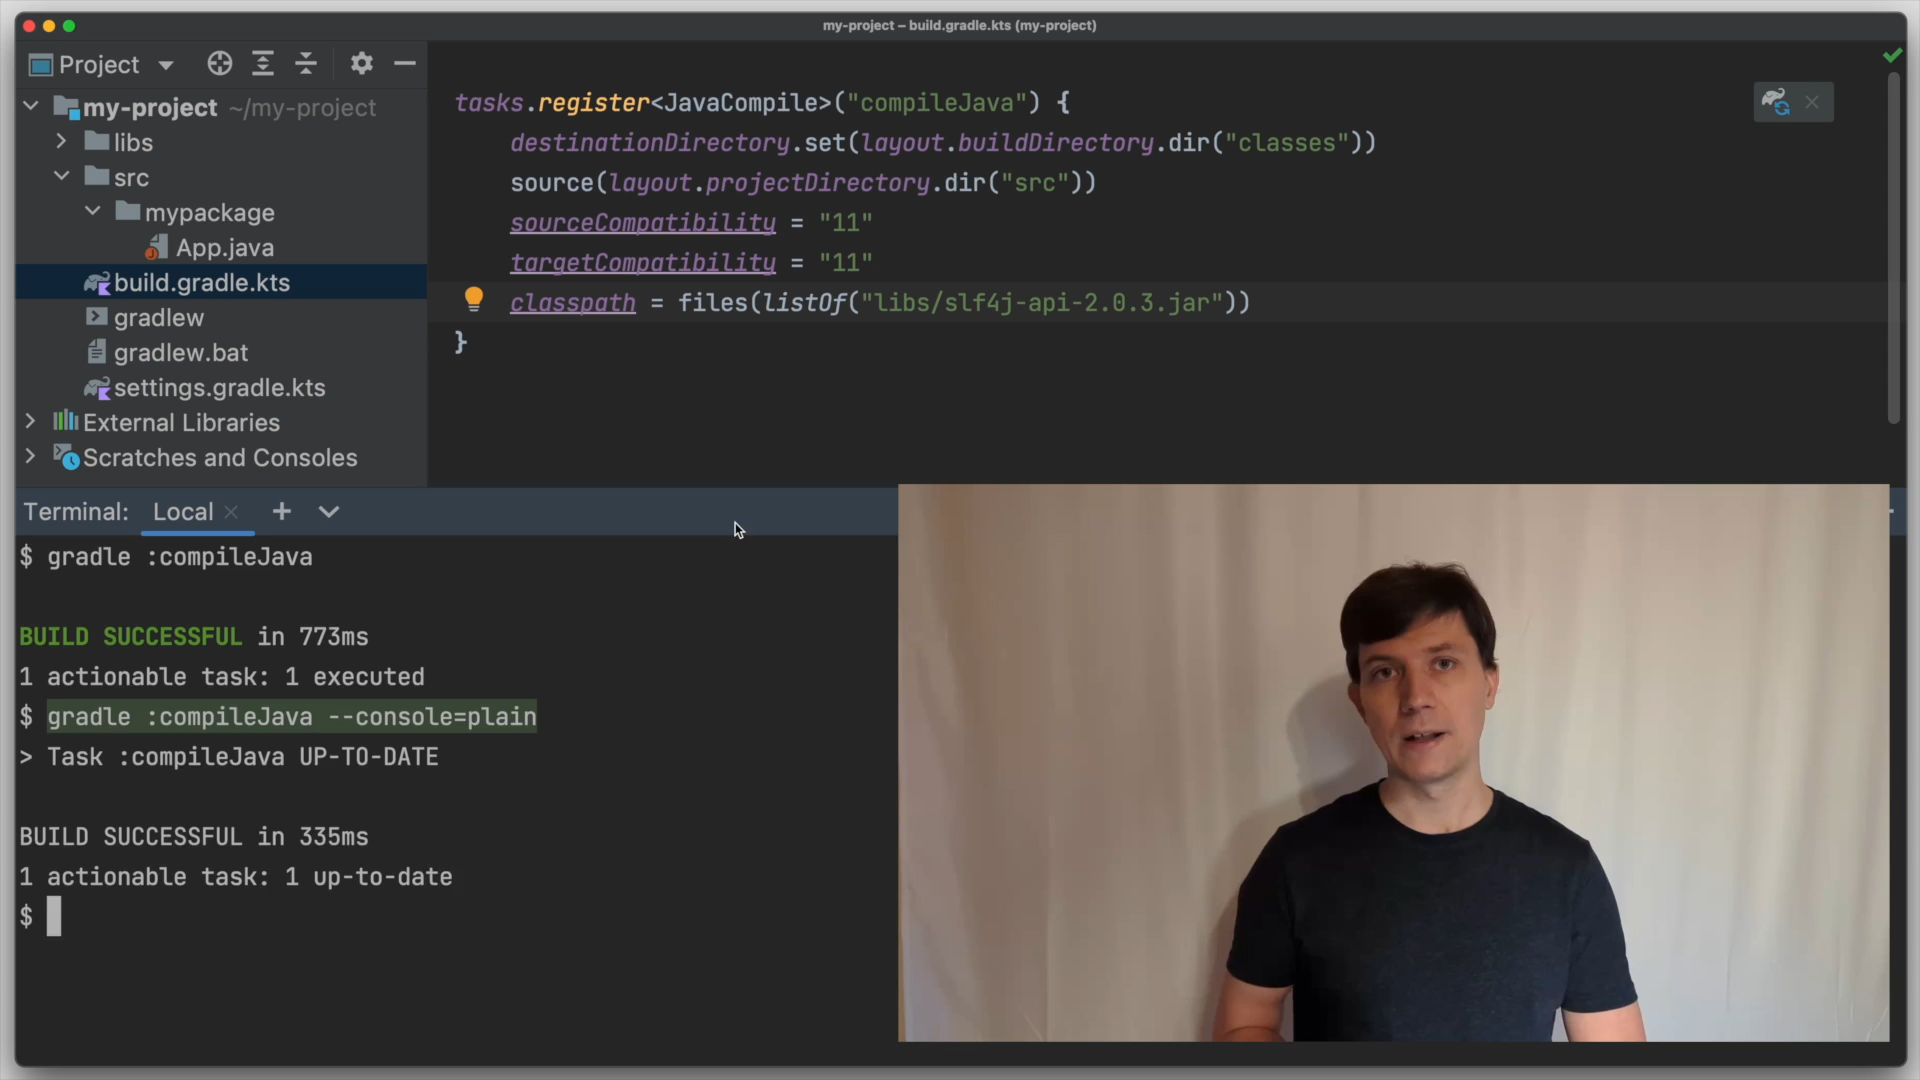 my-project – build.gradle.kts (my-project)
Project
my-project ~/my-project
libs
src
mypackage
App.java
build.gradle.kts
gradlew
gradlew.bat
settings.gradle.kts
External Libraries
Scratches and Consoles
tasks.register<JavaCompile>("compileJava") {
destinationDirectory.set(layout.buildDirectory.dir("classes"))
source(layout.projectDirectory.dir("src"))
sourceCompatibility = "11"
targetCompatibility = "11"
classpath = files(listOf("libs/slf4j-api-2.0.3.jar"))
}
Terminal: Local
$ gradle :compileJava
BUILD SUCCESSFUL in 773ms
1 actionable task: 1 executed
$ gradle :compileJava --console=plain
> Task :compileJava UP-TO-DATE
BUILD SUCCESSFUL in 335ms
1 actionable task: 1 up-to-date
$